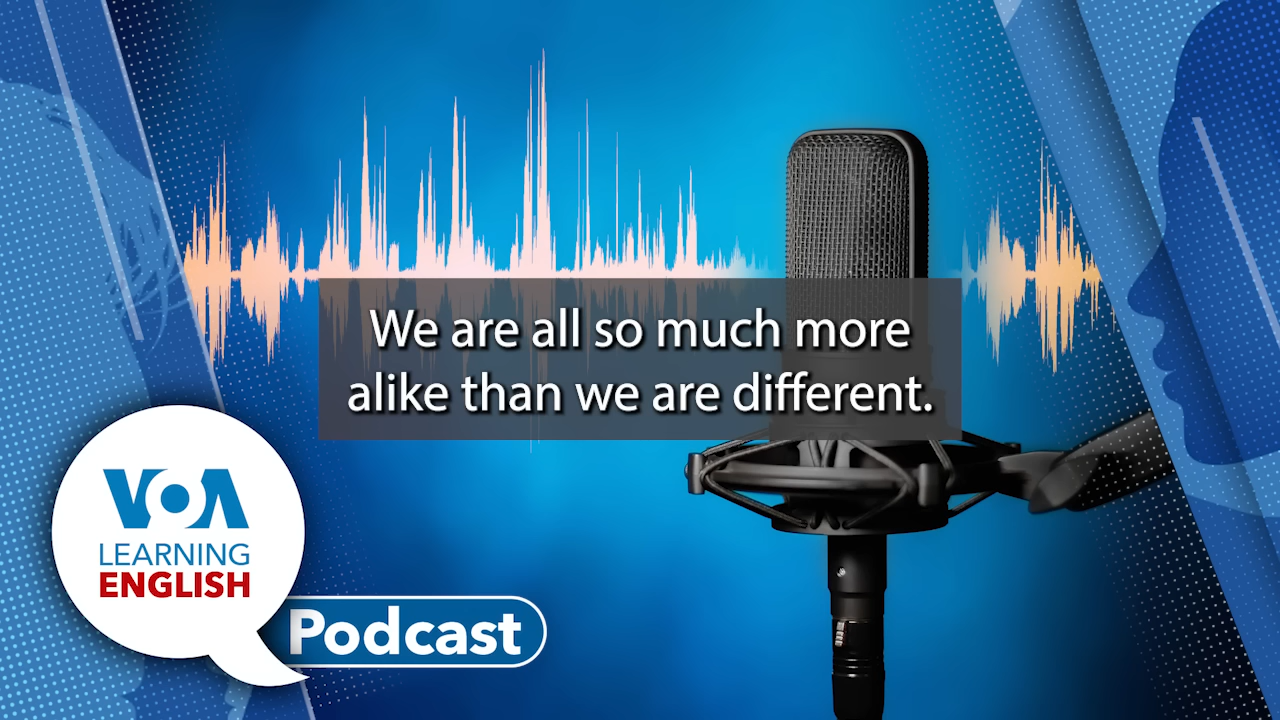 We are all so much more
alike than we are different.
VOA
LEARNING
ENGLISH
Podcast